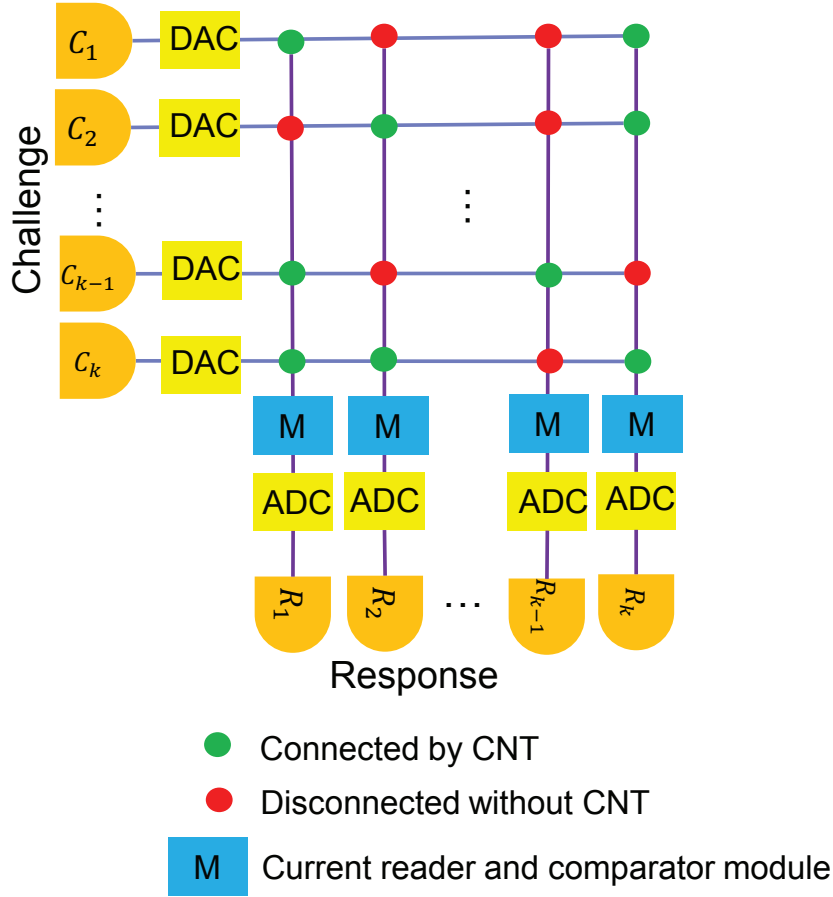 Challenge
C₁ DAC
C₂ DAC
⋮
Cₖ₋₁ DAC
Cₖ DAC
⋮
M M M M
ADC ADC ADC ADC
R₁ R₂ … Rₖ₋₁ Rₖ
Response
Connected by CNT
Disconnected without CNT
M Current reader and comparator module